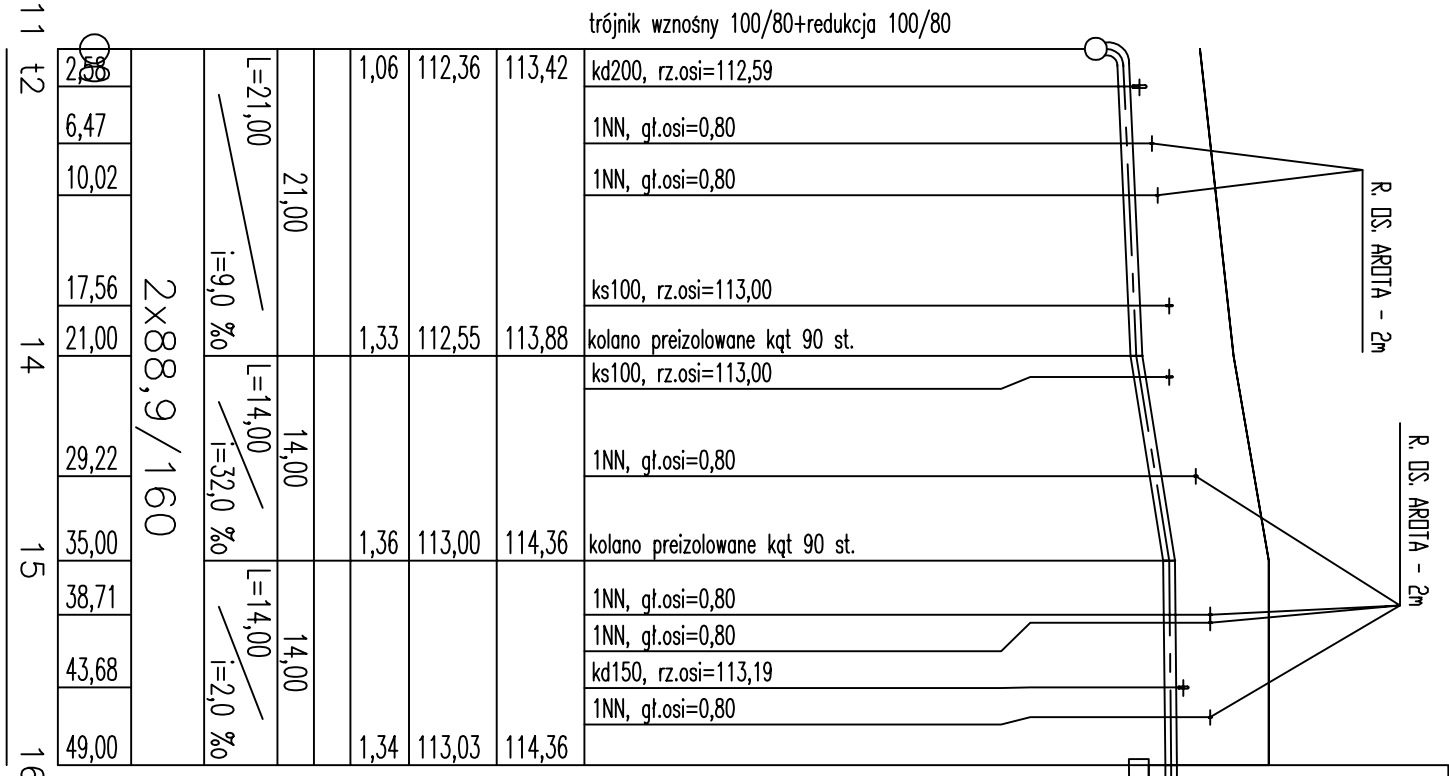 trójnik wznośny 100/80+redukcja 100/80
11
t2
2,58
L=21,00
1,06
112,36
113,42
kd200, rz.osi=112,59
6,47
1NN, gł.osi=0,80
10,02
21,00
1NN, gł.osi=0,80
R. OS. AROTA - 2m
17,56
i=9,0 ‰
ks100, rz.osi=113,00
14
21,00
1,33
112,55
113,88
kolano preizolowane kąt 90 st.
2x88,9/160
L=14,00
ks100, rz.osi=113,00
29,22
i=32,0 ‰
14,00
1NN, gł.osi=0,80
R. OS. AROTA - 2m
15
35,00
1,36
113,00
114,36
kolano preizolowane kąt 90 st.
38,71
L=14,00
1NN, gł.osi=0,80
1NN, gł.osi=0,80
43,68
i=2,0 ‰
14,00
kd150, rz.osi=113,19
1NN, gł.osi=0,80
16
49,00
1,34
113,03
114,36